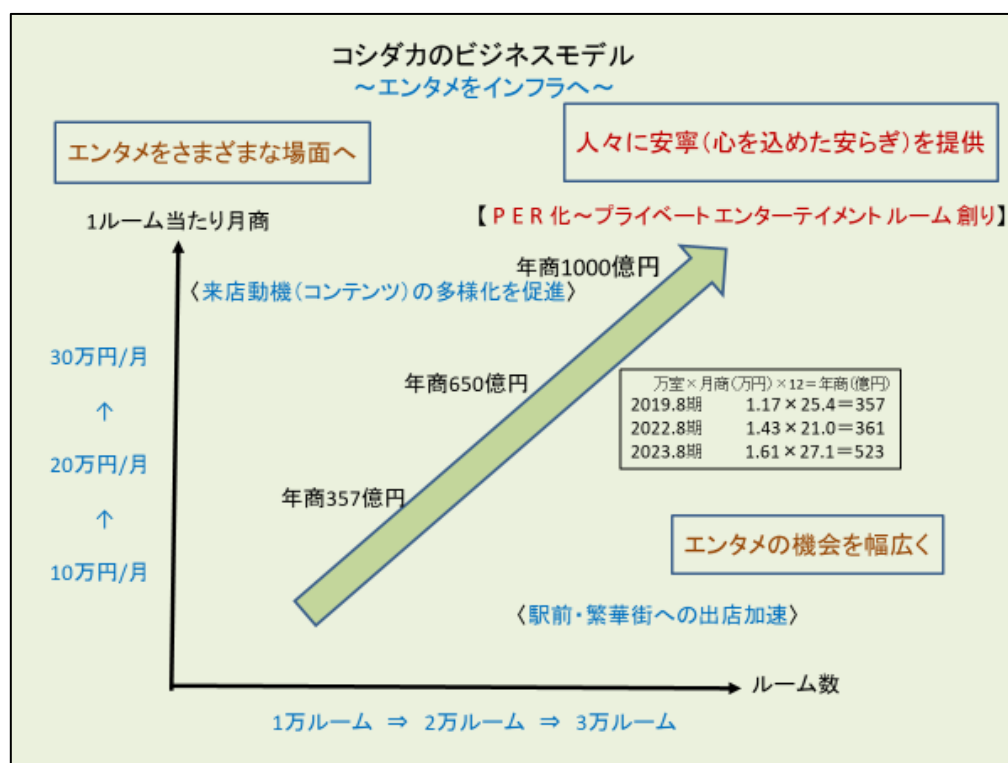 コシダカのビジネスモデル
～エンタメをインフラへ～
エンタメをさまざまな場面へ
人々に安寧(心を込めた安らぎ)を提供
1ルーム当たり月商
【ＰＥＲ化～プライベートエンターテイメントルーム創り】
年商1000億円
〈来店動機(コンテンツ)の多様化を促進〉
30万円/月
↑
20万円/月
↑
10万円/月
年商650億円
年商357億円
万室×月商(万円)×12＝年商(億円)
2019.8期 1.17×25.4＝357
2022.8期 1.43×21.0＝361
2023.8期 1.61×27.1＝523
エンタメの機会を幅広く
〈駅前・繁華街への出店加速〉
ルーム数
1万ルーム ⇒ 2万ルーム ⇒ 3万ルーム